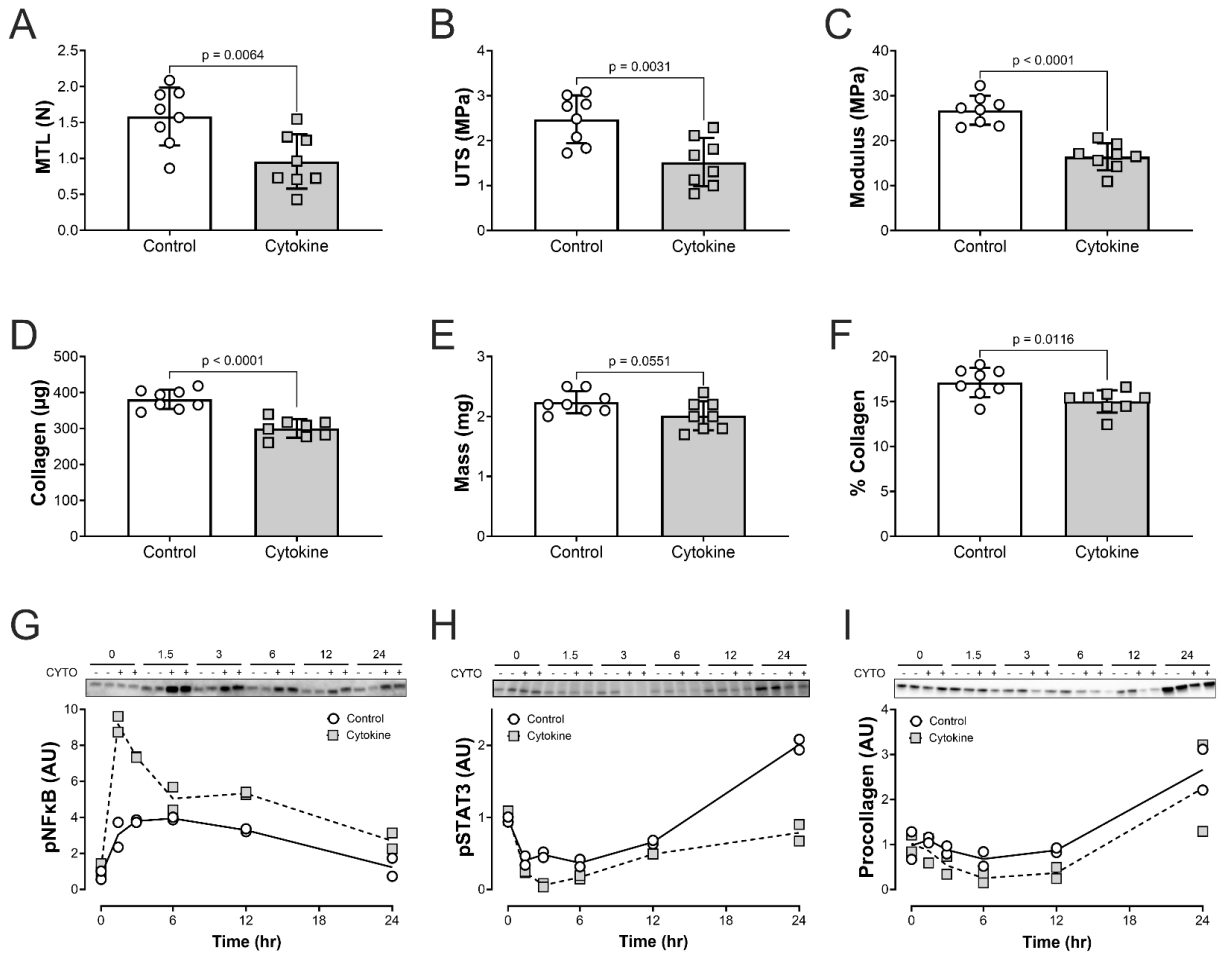 A
MTL (N)
2.5
2.0
1.5
1.0
0.5
0.0
p = 0.0064
Control
Cytokine
B
UTS (MPa)
4
3
2
1
0
p = 0.0031
Control
Cytokine
C
Modulus (MPa)
40
30
20
10
0
p < 0.0001
Control
Cytokine
D
Collagen (µg)
500
400
300
200
100
0
p < 0.0001
Control
Cytokine
E
Mass (mg)
3
2
1
0
p = 0.0551
Control
Cytokine
F
% Collagen
20
15
10
5
0
p = 0.0116
Control
Cytokine
G
0 1.5 3 6 12 24
CYTO - - + + - - + + - - + + - - + + - - + + - - + +
pNFκB (AU)
10
8
6
4
2
0
Control
Cytokine
0 6 12 18 24
Time (hr)
H
0 1.5 3 6 12 24
CYTO - - + + - - + + - - + + - - + + - - + + - - + +
pSTAT3 (AU)
2
1
0
Control
Cytokine
0 6 12 18 24
Time (hr)
I
0 1.5 3 6 12 24
CYTO - - + + - - + + - - + + - - + + - - + + - - + +
Procollagen (AU)
4
3
2
1
0
Control
Cytokine
0 6 12 18 24
Time (hr)